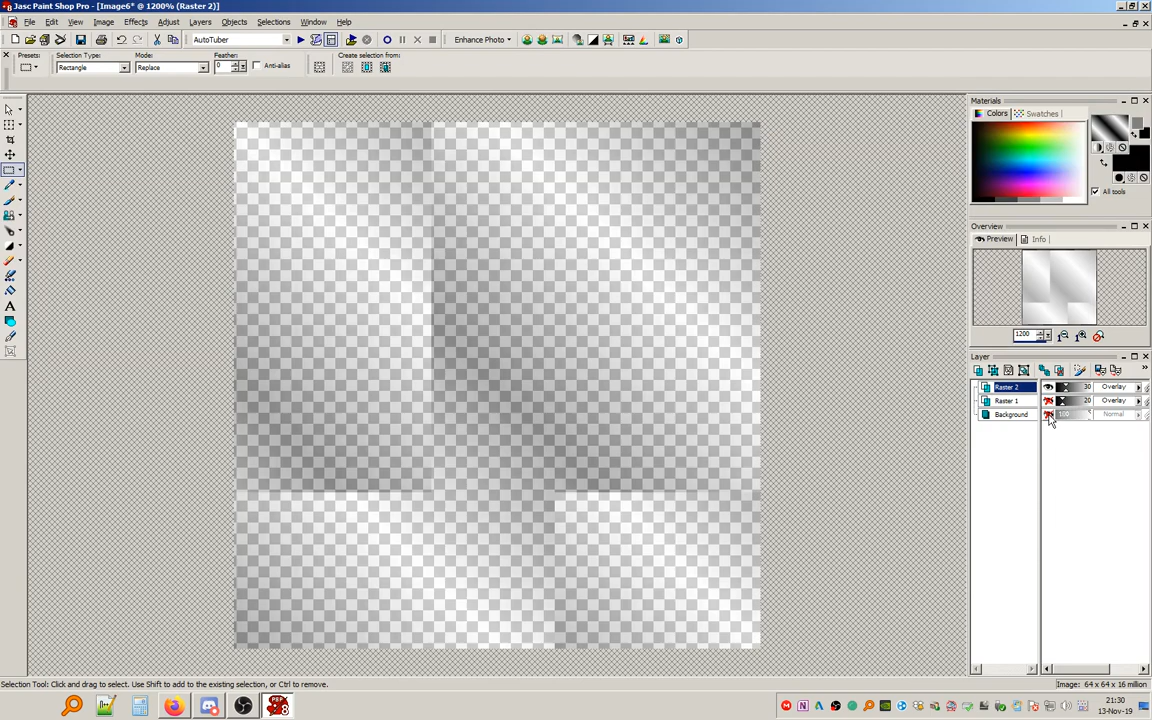 Jasc Paint Shop Pro - [Image6* @ 1200% (Raster 2)]
File Edit View Image Effects Adjust Layers Objects Selections Window Help
AutoTuber Enhance Photo
Presets: Selection Type: Mode: Feather: Create selection from:
Rectangle Replace 0 Anti-alias
Materials
Colors Swatches
All tools
Overview
Preview Info
1200
Layer
Raster 2 30 Overlay
Raster 1 20 Overlay
Background 100 Normal
Selection Tool: Click and drag to select. Use Shift to add to the existing selection, or Ctrl to remove.
Image: 64 x 64 x 16 million
21:30
13-Nov-19